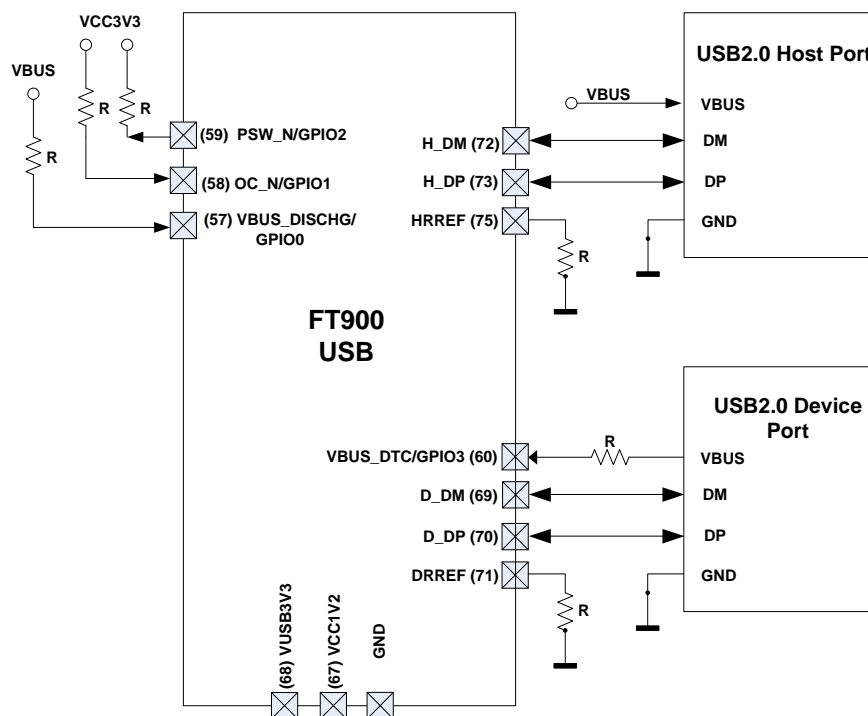 VCC3V3
VBUS
R
R
R
(59) PSW_N/GPIO2
(58) OC_N/GPIO1
(57) VBUS_DISCHG/
GPIO0
H_DM (72)
H_DP (73)
HRREF (75)
R
VBUS
USB2.0 Host Port
VBUS
DM
DP
GND
FT900
USB
VBUS_DTC/GPIO3 (60)
D_DM (69)
D_DP (70)
DRREF (71)
R
R
USB2.0 Device
Port
VBUS
DM
DP
GND
(68) VUSB3V3
(67) VCC1V2
GND